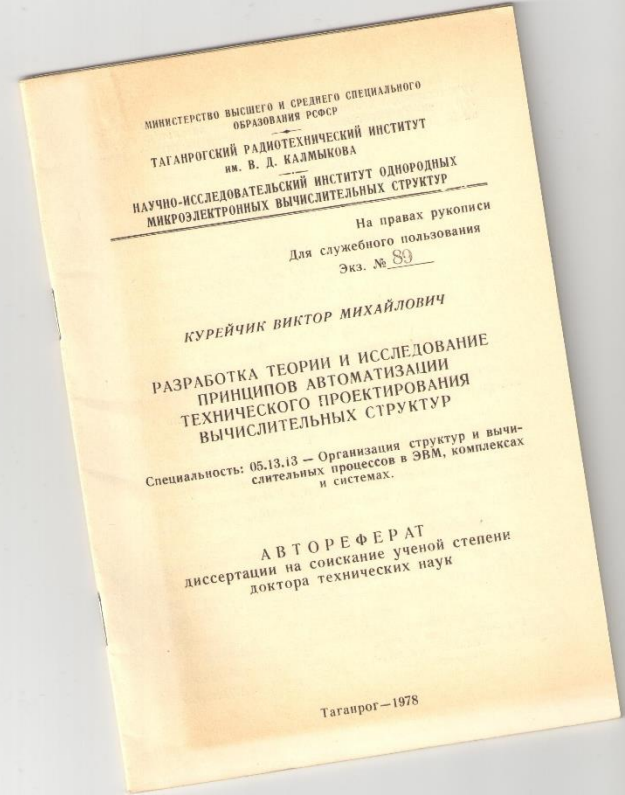 МИНИСТЕРСТВО ВЫСШЕГО И СРЕДНЕГО СПЕЦИАЛЬНОГО
ОБРАЗОВАНИЯ РСФСР
ТАГАНРОГСКИЙ РАДИОТЕХНИЧЕСКИЙ ИНСТИТУТ
им. В. Д. КАЛМЫКОВА
НАУЧНО-ИССЛЕДОВАТЕЛЬСКИЙ ИНСТИТУТ ОДНОРОДНЫХ
МИКРОЭЛЕКТРОННЫХ ВЫЧИСЛИТЕЛЬНЫХ СТРУКТУР
На правах рукописи
Для служебного пользования
Экз. № 89
КУРЕЙЧИК ВИКТОР МИХАЙЛОВИЧ
РАЗРАБОТКА ТЕОРИИ И ИССЛЕДОВАНИЕ
ПРИНЦИПОВ АВТОМАТИЗАЦИИ
ТЕХНИЧЕСКОГО ПРОЕКТИРОВАНИЯ
ВЫЧИСЛИТЕЛЬНЫХ СТРУКТУР
Специальность: 05.13.13 — Организация структур и вычи-
слительных процессов в ЭВМ, комплексах
и системах.
АВТОРЕФЕРАТ
диссертации на соискание ученой степени
доктора технических наук
Таганрог—1978